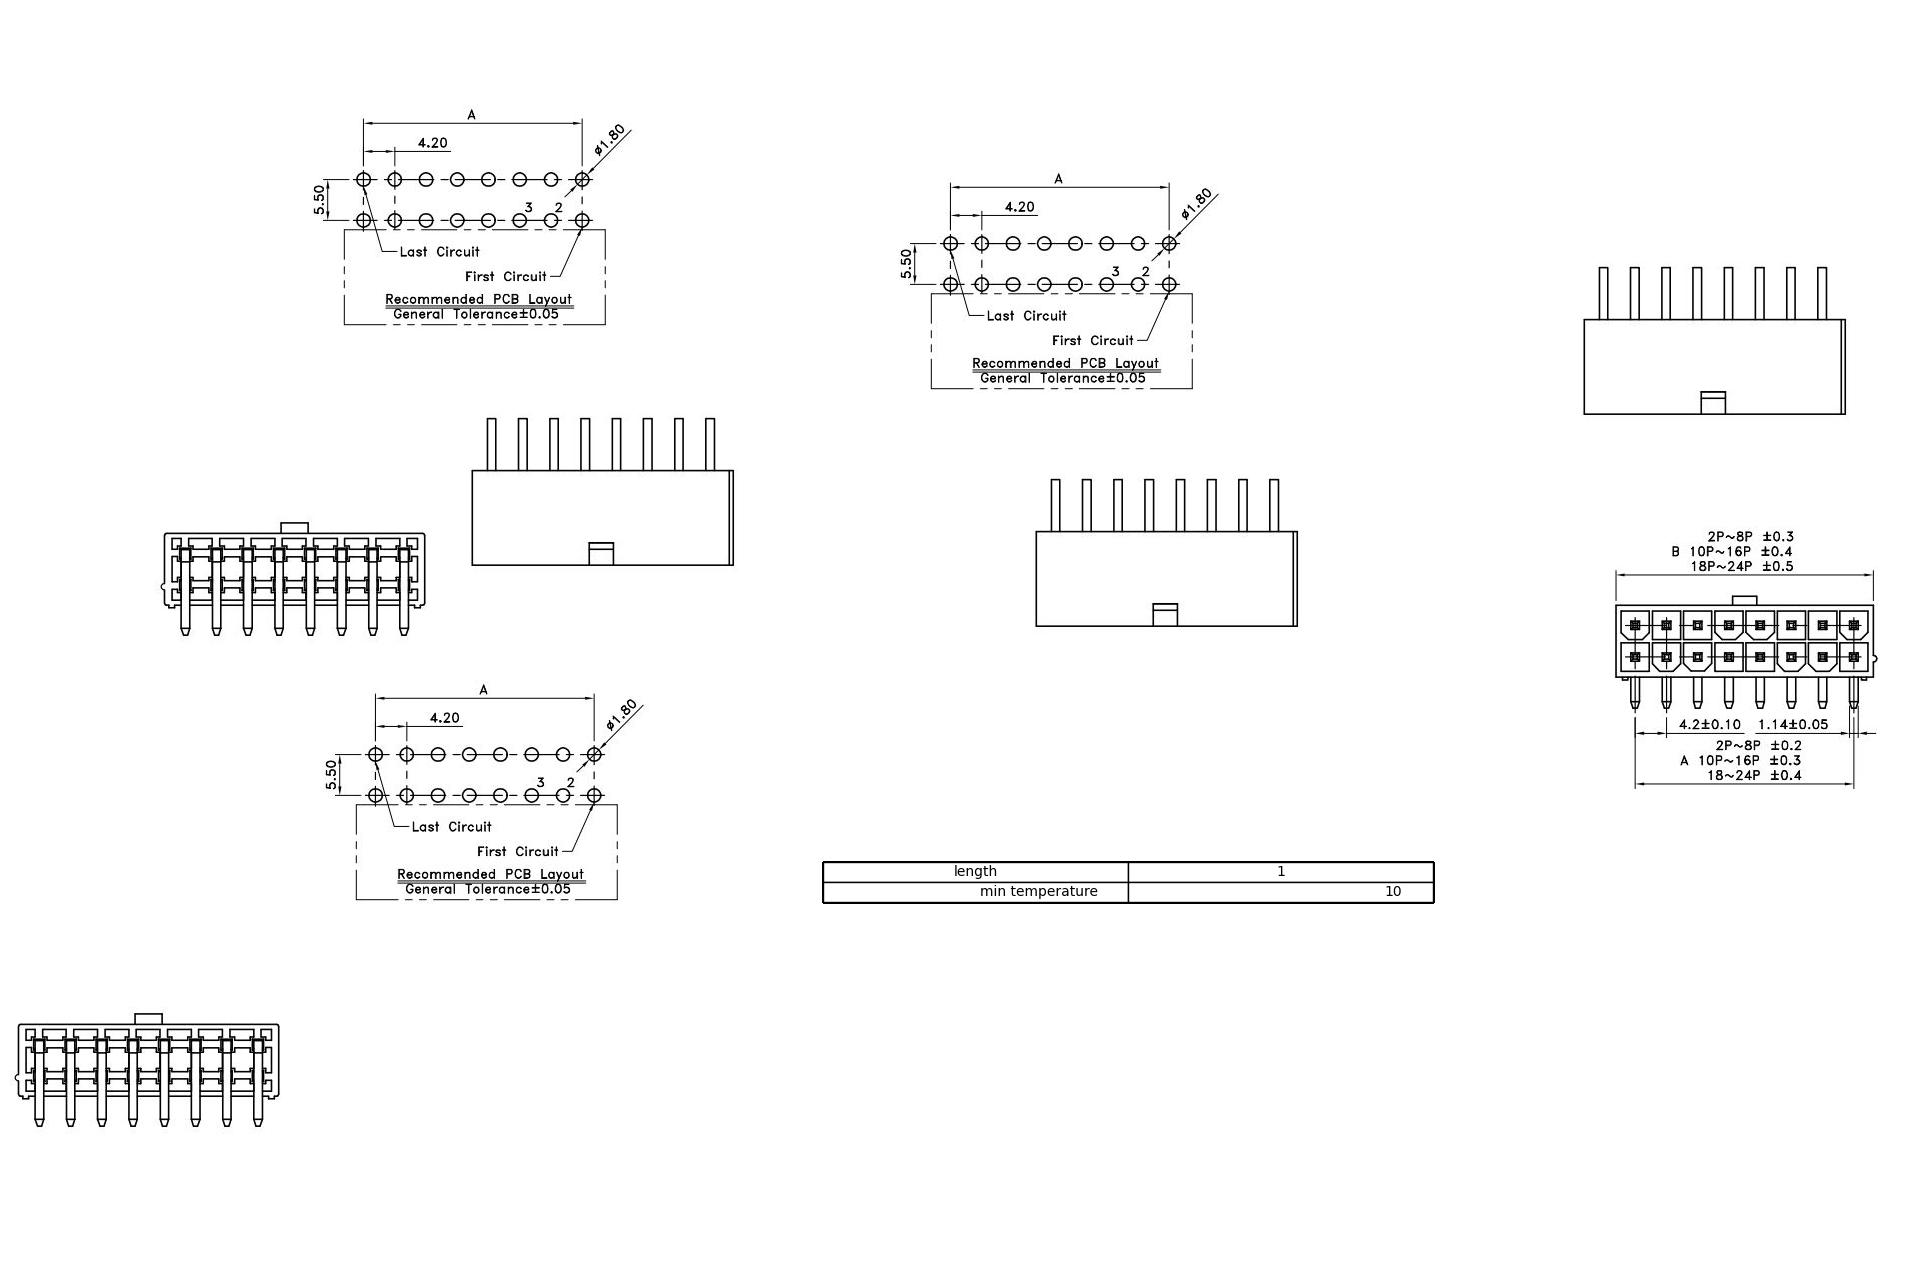 A
4.20
ø1.80
5.50
3 2
Last Circuit
First Circuit
Recommended PCB Layout
General Tolerance±0.05
A
4.20
ø1.80
5.50
3 2
Last Circuit
First Circuit
Recommended PCB Layout
General Tolerance±0.05
2P~8P ±0.3
B 10P~16P ±0.4
18P~24P ±0.5
4.2±0.10 1.14±0.05
2P~8P ±0.2
A 10P~16P ±0.3
18~24P ±0.4
A
4.20
ø1.80
5.50
3 2
Last Circuit
First Circuit
Recommended PCB Layout
General Tolerance±0.05
length 1
min temperature 10